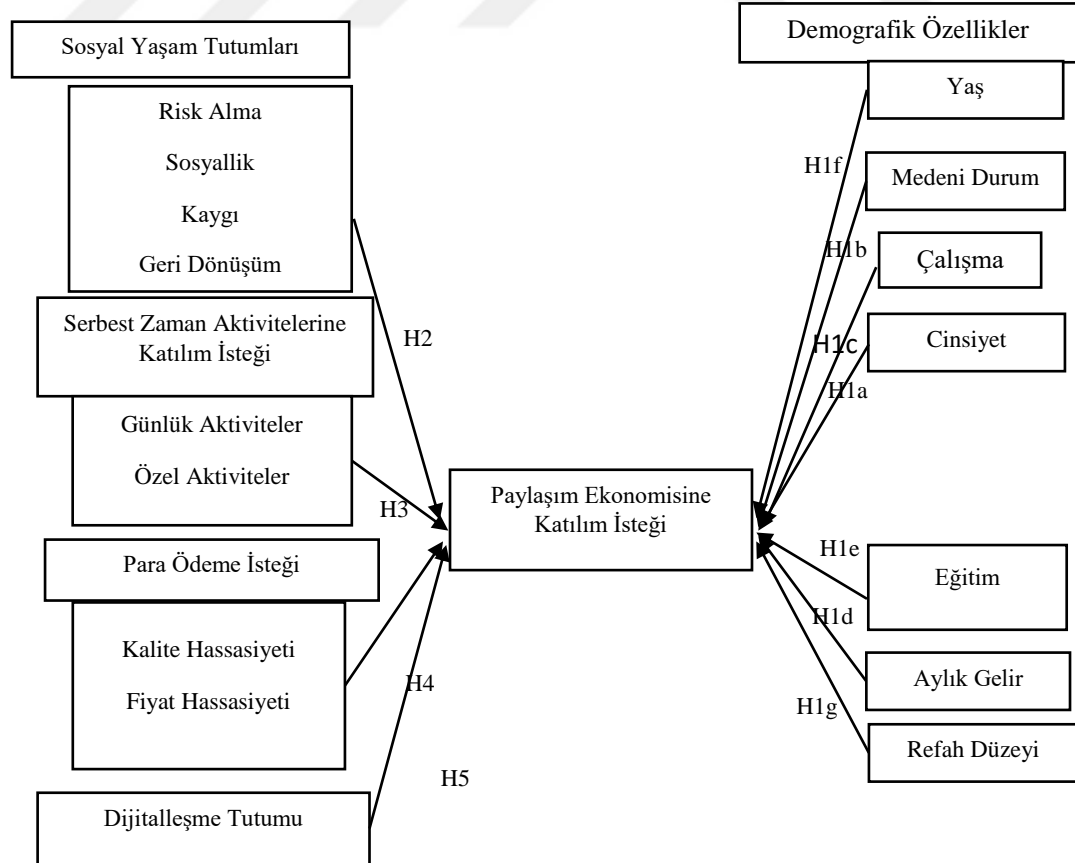 Sosyal Yaşam Tutumları
Risk Alma
Sosyallik
Kaygı
Geri Dönüşüm
Serbest Zaman Aktivitelerine
Katılım İsteği
Günlük Aktiviteler
Özel Aktiviteler
Para Ödeme İsteği
Kalite Hassasiyeti
Fiyat Hassasiyeti
Dijitalleşme Tutumu
H2
H3
H4
H5
Paylaşım Ekonomisine
Katılım İsteği
Demografik Özellikler
Yaş
Medeni Durum
Çalışma
Cinsiyet
Eğitim
Aylık Gelir
Refah Düzeyi
H1f
H1b
H1c
H1a
H1e
H1d
H1g